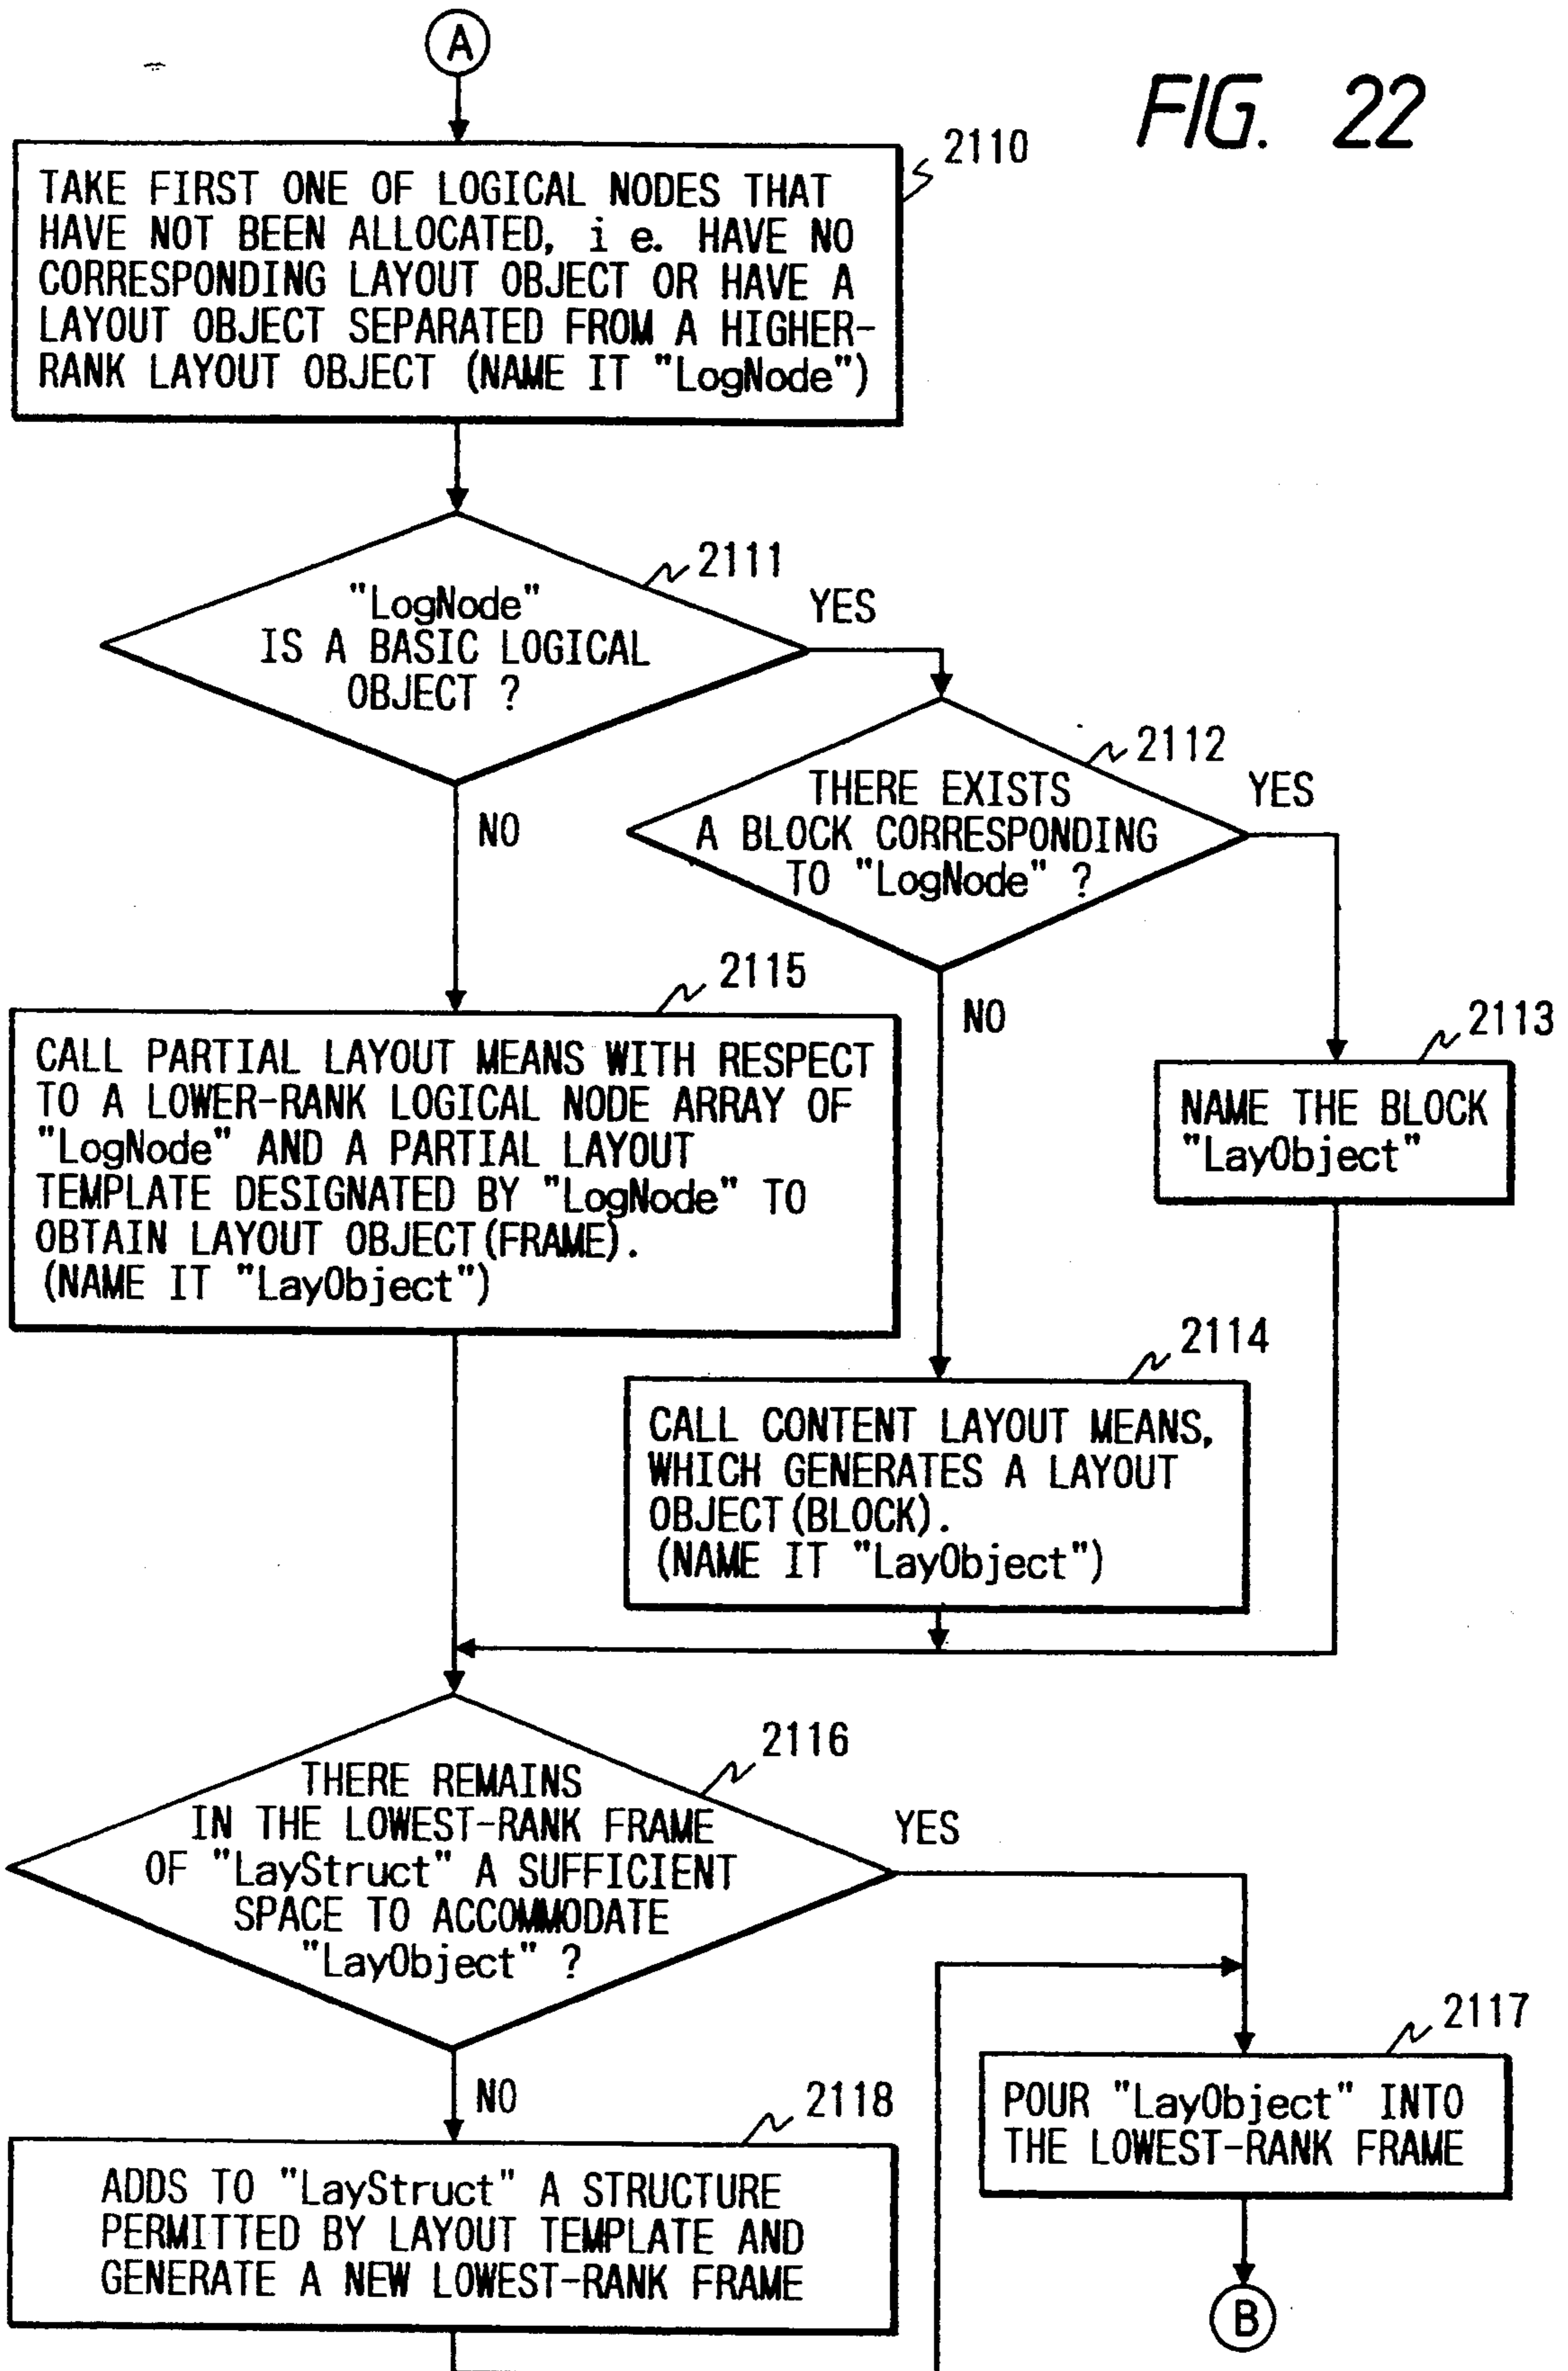 A
FIG. 22
2110
TAKE FIRST ONE OF LOGICAL NODES THAT
HAVE NOT BEEN ALLOCATED, i e. HAVE NO
CORRESPONDING LAYOUT OBJECT OR HAVE A
LAYOUT OBJECT SEPARATED FROM A HIGHER-
RANK LAYOUT OBJECT (NAME IT "LogNode")
2111
"LogNode"
IS A BASIC LOGICAL
OBJECT ?
YES
NO
2112
THERE EXISTS
A BLOCK CORRESPONDING
TO "LogNode" ?
YES
NO
2113
NAME THE BLOCK
"LayObject"
2115
CALL PARTIAL LAYOUT MEANS WITH RESPECT
TO A LOWER-RANK LOGICAL NODE ARRAY OF
"LogNode" AND A PARTIAL LAYOUT
TEMPLATE DESIGNATED BY "LogNode" TO
OBTAIN LAYOUT OBJECT(FRAME).
(NAME IT "LayObject")
2114
CALL CONTENT LAYOUT MEANS,
WHICH GENERATES A LAYOUT
OBJECT(BLOCK).
(NAME IT "LayObject")
2116
THERE REMAINS
IN THE LOWEST-RANK FRAME
OF "LayStruct" A SUFFICIENT
SPACE TO ACCOMMODATE
"LayObject" ?
YES
NO
2117
POUR "LayObject" INTO
THE LOWEST-RANK FRAME
2118
ADDS TO "LayStruct" A STRUCTURE
PERMITTED BY LAYOUT TEMPLATE AND
GENERATE A NEW LOWEST-RANK FRAME
B